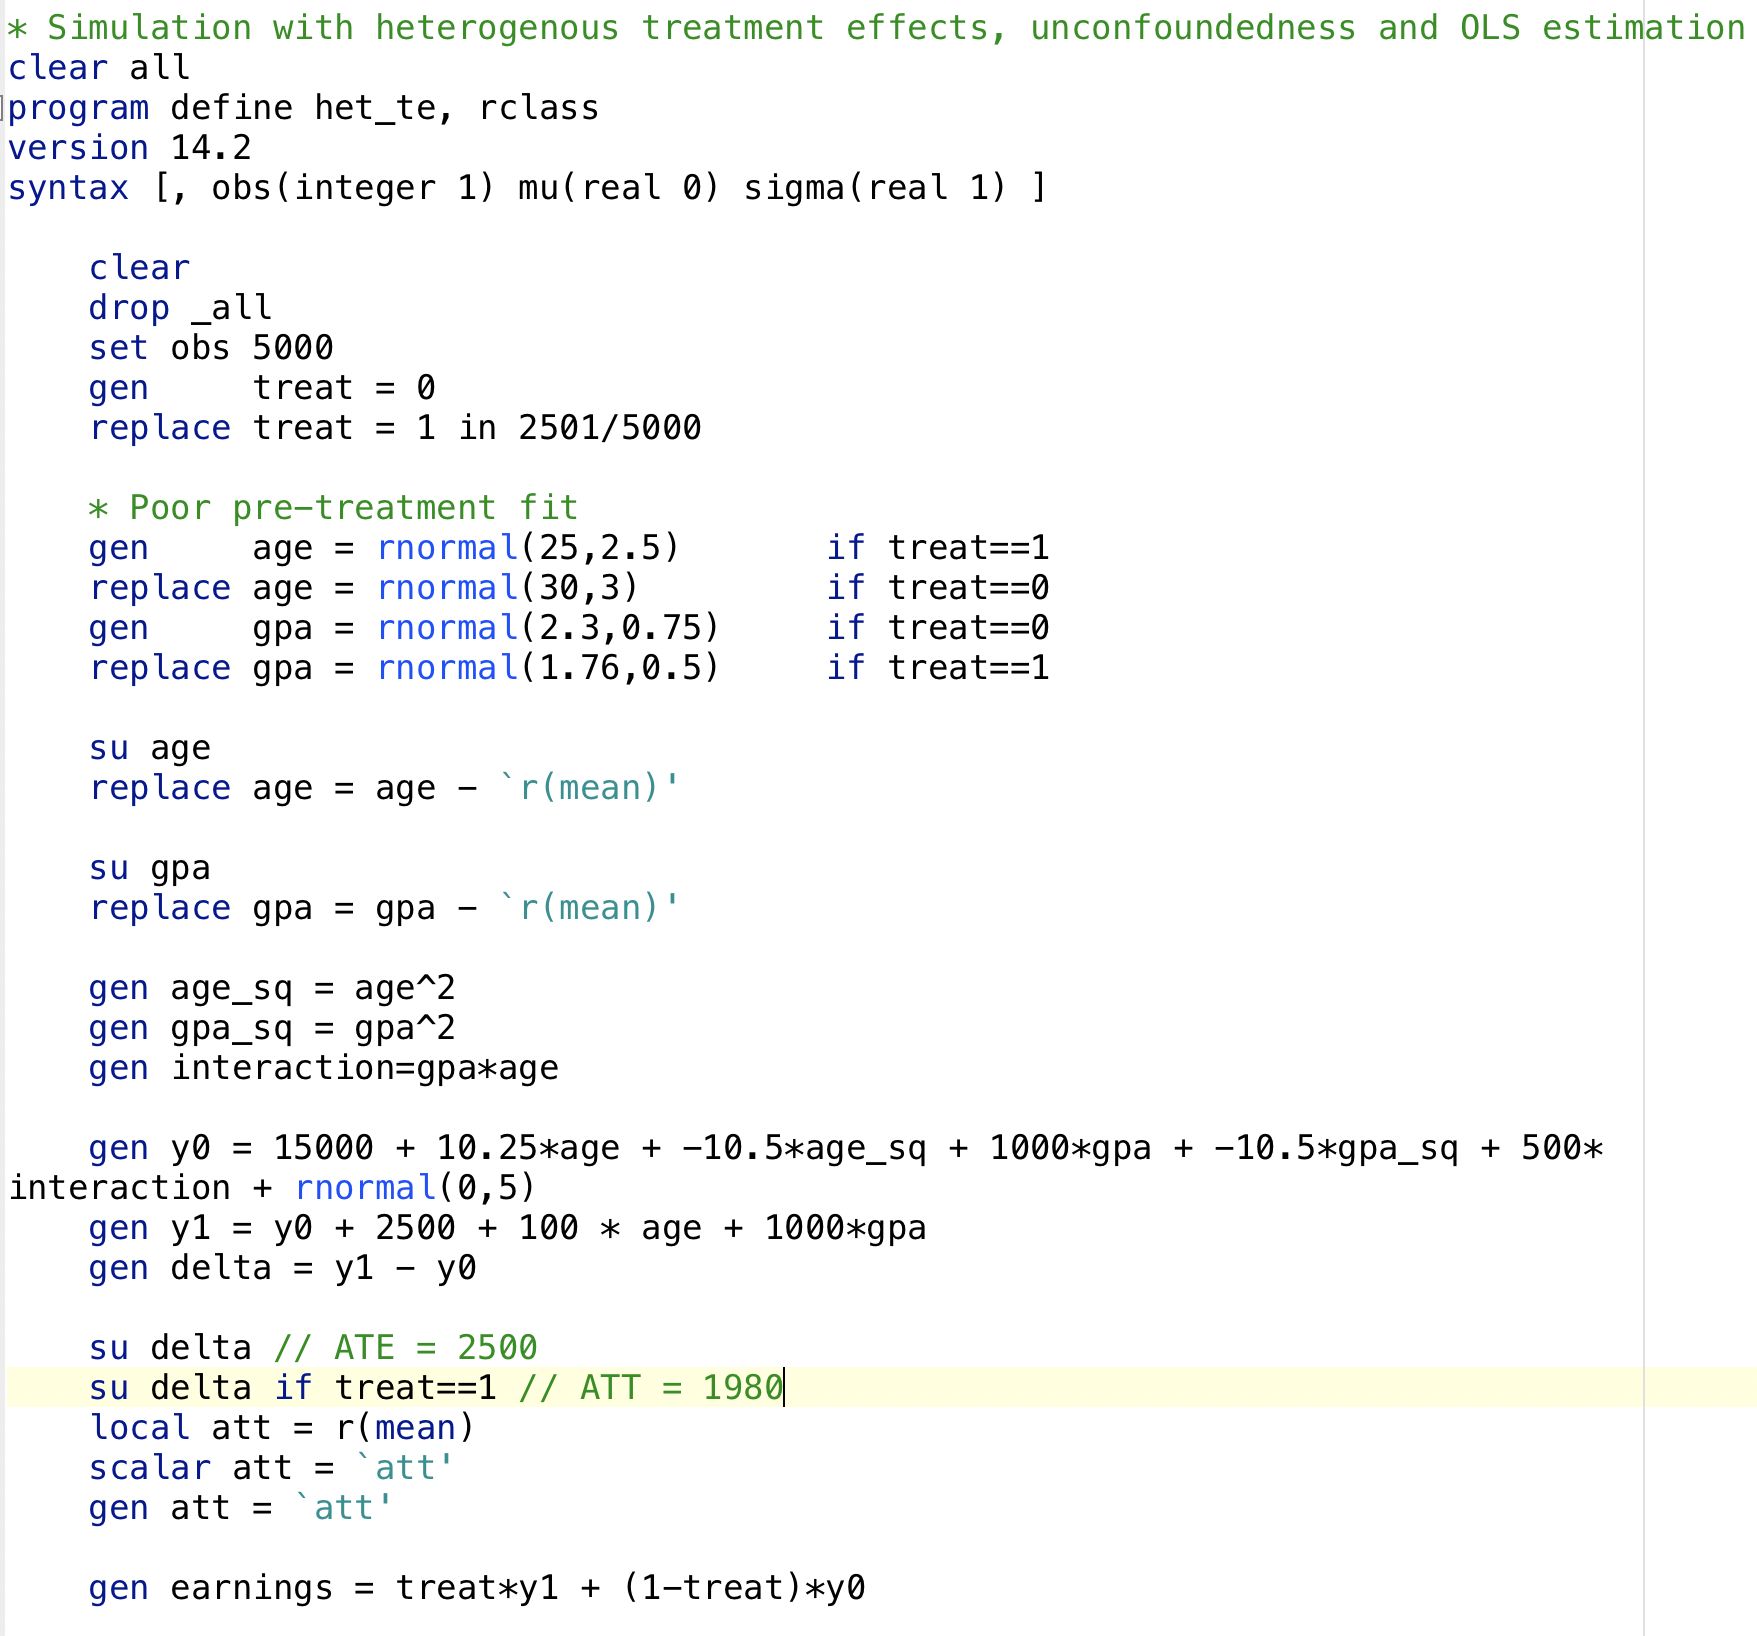 * Simulation with heterogenous treatment effects, unconfoundedness and OLS estimation
clear all
program define het_te, rclass
version 14.2
syntax [, obs(integer 1) mu(real 0) sigma(real 1) ]
clear
drop _all
set obs 5000
gen     treat = 0
replace treat = 1 in 2501/5000
* Poor pre-treatment fit
gen     age = rnormal(25,2.5)       if treat==1
replace age = rnormal(30,3)         if treat==0
gen     gpa = rnormal(2.3,0.75)     if treat==0
replace gpa = rnormal(1.76,0.5)     if treat==1
su age
replace age = age - `r(mean)'
su gpa
replace gpa = gpa - `r(mean)'
gen age_sq = age^2
gen gpa_sq = gpa^2
gen interaction=gpa*age
gen y0 = 15000 + 10.25*age + -10.5*age_sq + 1000*gpa + -10.5*gpa_sq + 500*
interaction + rnormal(0,5)
gen y1 = y0 + 2500 + 100 * age + 1000*gpa
gen delta = y1 - y0
su delta // ATE = 2500
su delta if treat==1 // ATT = 1980
local att = r(mean)
scalar att = `att'
gen att = `att'
gen earnings = treat*y1 + (1-treat)*y0